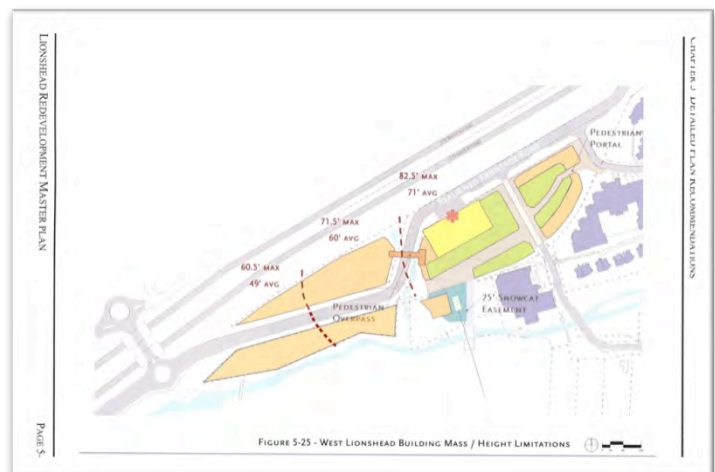 LIONSHEAD REDEVELOPMENT MASTER PLAN
PAGE 5-
CHAPTER 5 DETAILED PLAN RECOMMENDATIONS
PEDESTRIAN
PORTAL
82.5' MAX
71' AVG
71.5' MAX
60' AVG
60.5' MAX
49' AVG
PEDESTRIAN
OVERPASS
25' SNOWCAT
EASEMENT
FIGURE 5-25 - WEST LIONSHEAD BUILDING MASS / HEIGHT LIMITATIONS